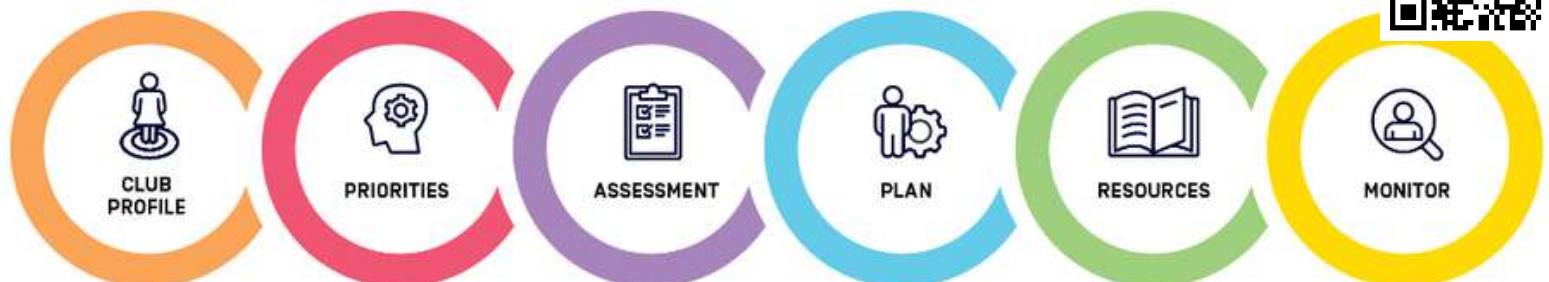 CLUB
PROFILE
PRIORITIES
ASSESSMENT
PLAN
RESOURCES
MONITOR